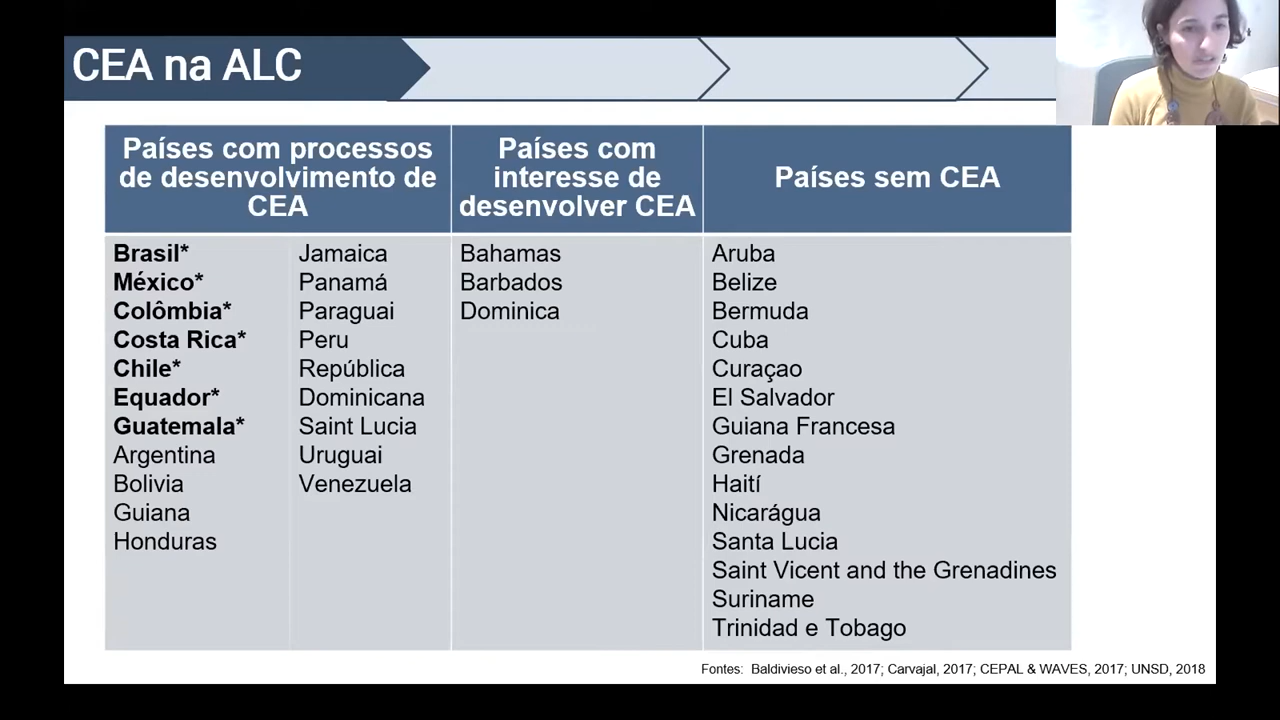 CEA na ALC
Países com processos
de desenvolvimento de
CEA
Países com
interesse de
desenvolver CEA
Países sem CEA
Brasil*
México*
Colômbia*
Costa Rica*
Chile*
Equador*
Guatemala*
Argentina
Bolivia
Guiana
Honduras
Jamaica
Panamá
Paraguai
Peru
República
Dominicana
Saint Lucia
Uruguai
Venezuela
Bahamas
Barbados
Dominica
Aruba
Belize
Bermuda
Cuba
Curaçao
El Salvador
Guiana Francesa
Grenada
Haití
Nicarágua
Santa Lucia
Saint Vicent and the Grenadines
Suriname
Trinidad e Tobago
Fontes: Baldivieso et al., 2017; Carvajal, 2017; CEPAL & WAVES, 2017; UNSD, 2018